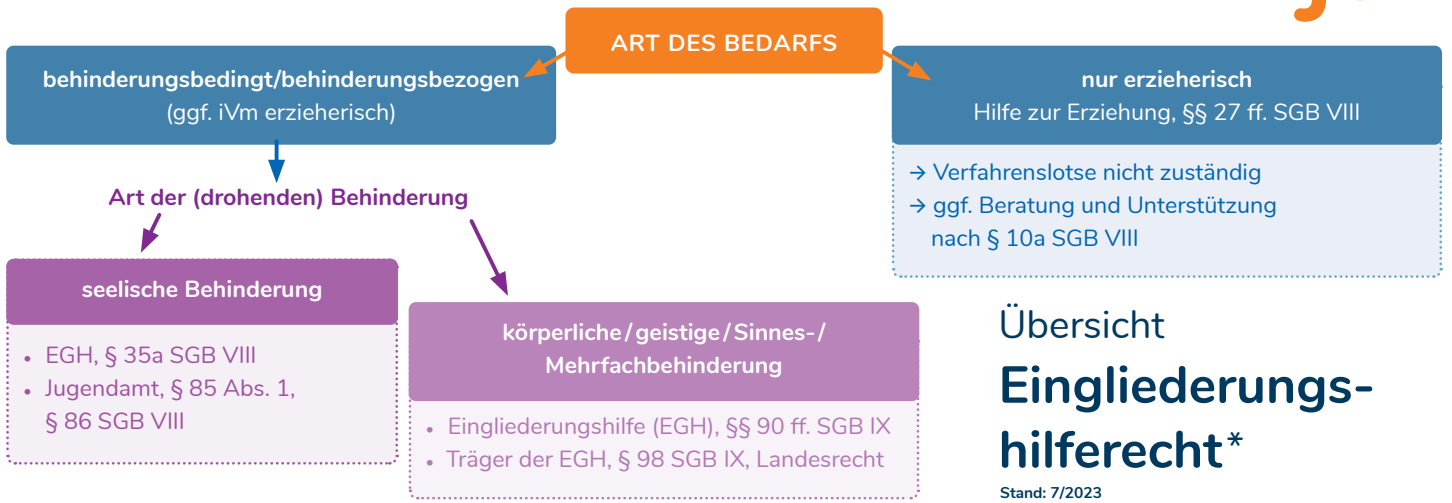 ART DES BEDARFS
behinderungsbedingt/behinderungsbezogen
(ggf. iVm erzieherisch)
nur erzieherisch
Hilfe zur Erziehung, §§ 27 ff. SGB VIII
→ Verfahrenslotse nicht zuständig
→ ggf. Beratung und Unterstützung
nach § 10a SGB VIII
Art der (drohenden) Behinderung
seelische Behinderung
• EGH, § 35a SGB VIII
• Jugendamt, § 85 Abs. 1,
§ 86 SGB VIII
körperliche/geistige/Sinnes-/
Mehrfachbehinderung
• Eingliederungshilfe (EGH), §§ 90 ff. SGB IX
• Träger der EGH, § 98 SGB IX, Landesrecht
Übersicht
Eingliederungs-
hilferecht*
Stand: 7/2023